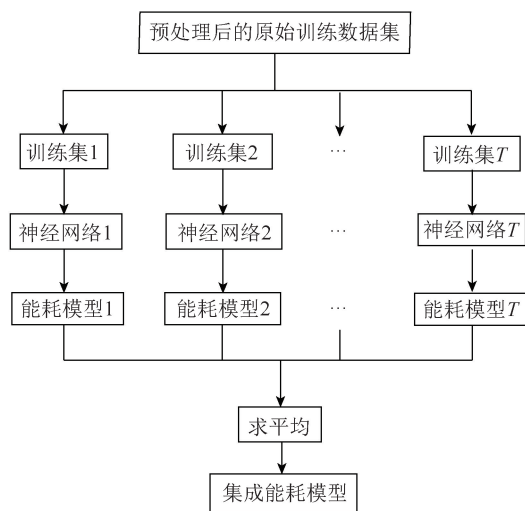 预处理后的原始训练数据集
训练集1 训练集2 … 训练集T
神经网络1 神经网络2 … 神经网络T
能耗模型1 能耗模型2 … 能耗模型T
求平均
集成能耗模型